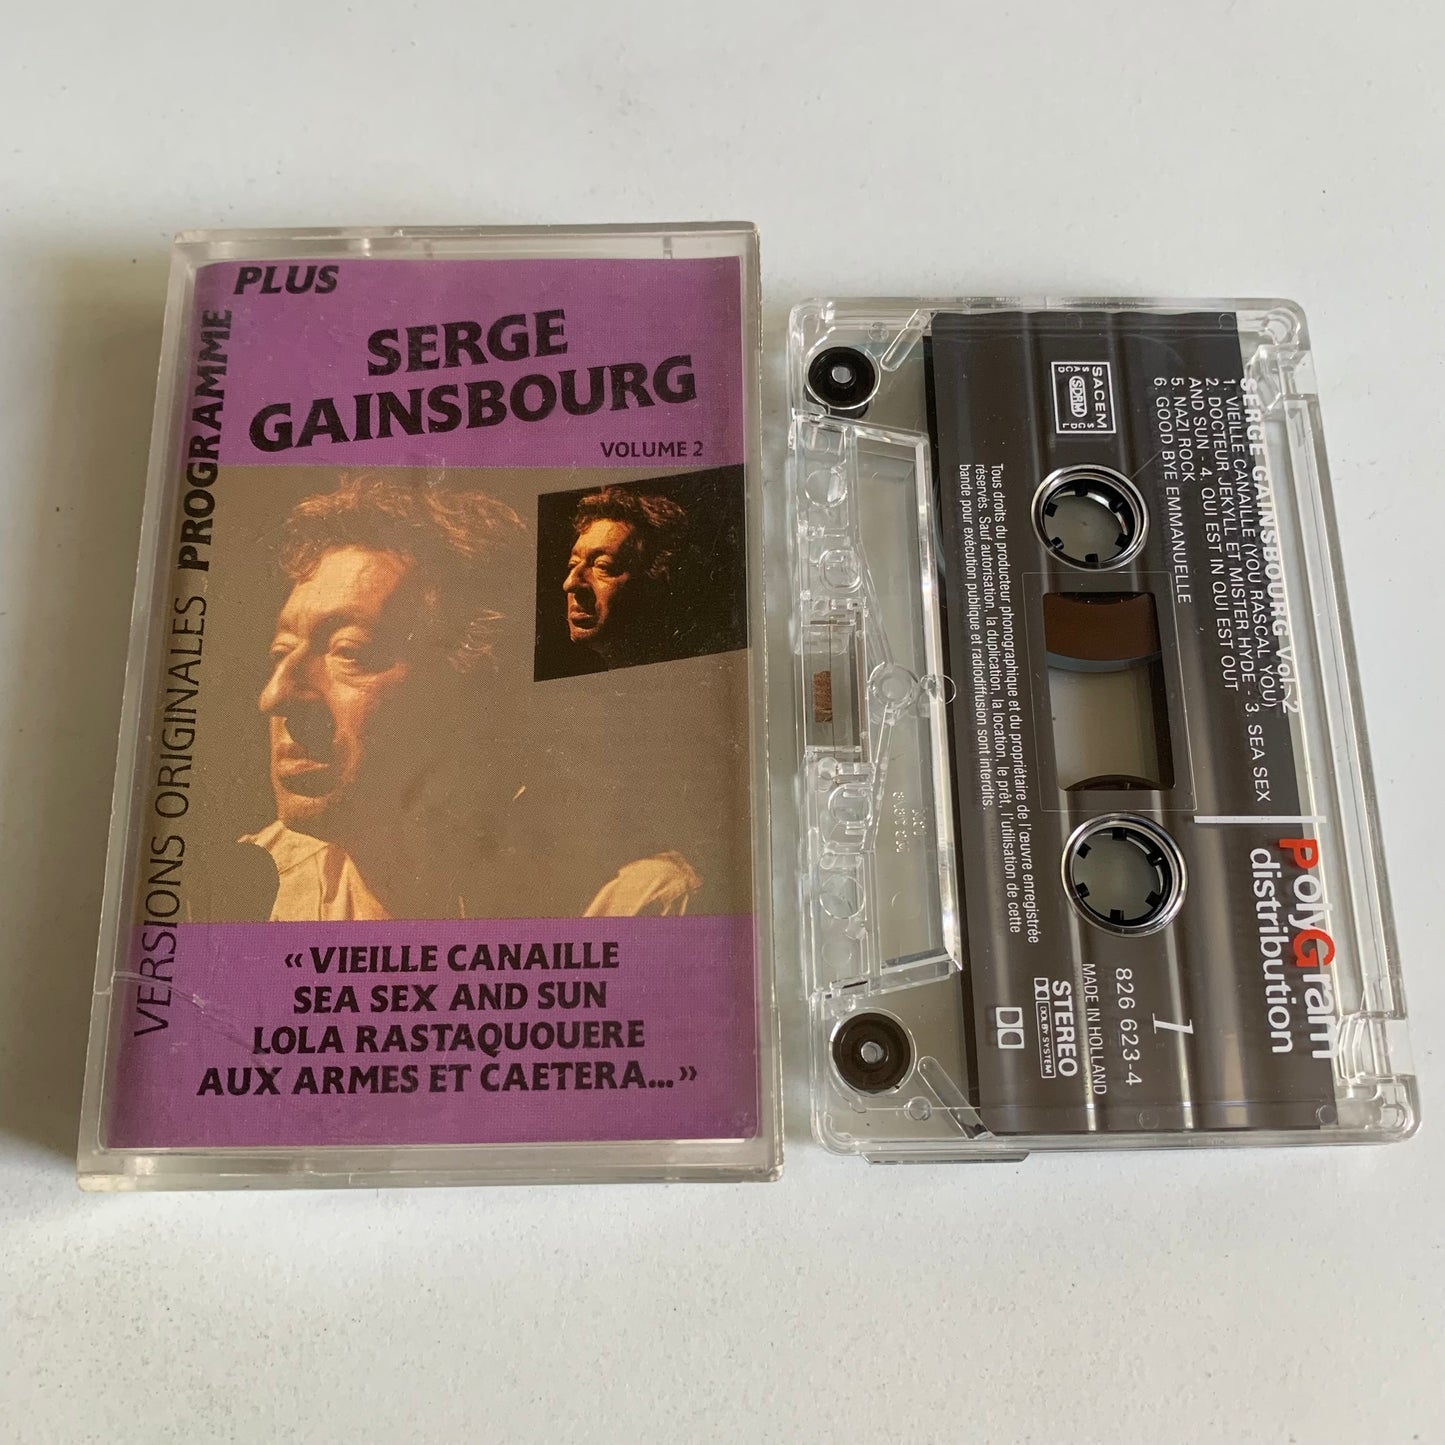 PLUS
SERGE
GAINSBOURG
VOLUME 2
VERSIONS ORIGINALES PROGRAMME
« VIEILLE CANAILLE
SEA SEX AND SUN
LOLA RASTAQUOUERE
AUX ARMES ET CAETERA... »
SERGE GAINSBOURG Vol. 2
1. VIEILLE CANAILLE (YOU RASCAL YOU)
2. DOCTEUR JEKYLL ET MISTER HYDE - 3. SEA SEX
AND SUN - 4. QUI EST IN QUI EST OUT
5. NAZI ROCK
6. GOOD BYE EMMANUELLE
SACEM
SACD
SDRM
SGDL
PolyGram
distribution
1
826 623-4
MADE IN HOLLAND
STEREO
DOLBY SYSTEM
Tous droits du producteur phonographique et du propriétaire de l'œuvre enregistrée
réservés. Sauf autorisation, la duplication, la location, le prêt, l'utilisation de cette
bande pour exécution publique et radiodiffusion sont interdits.